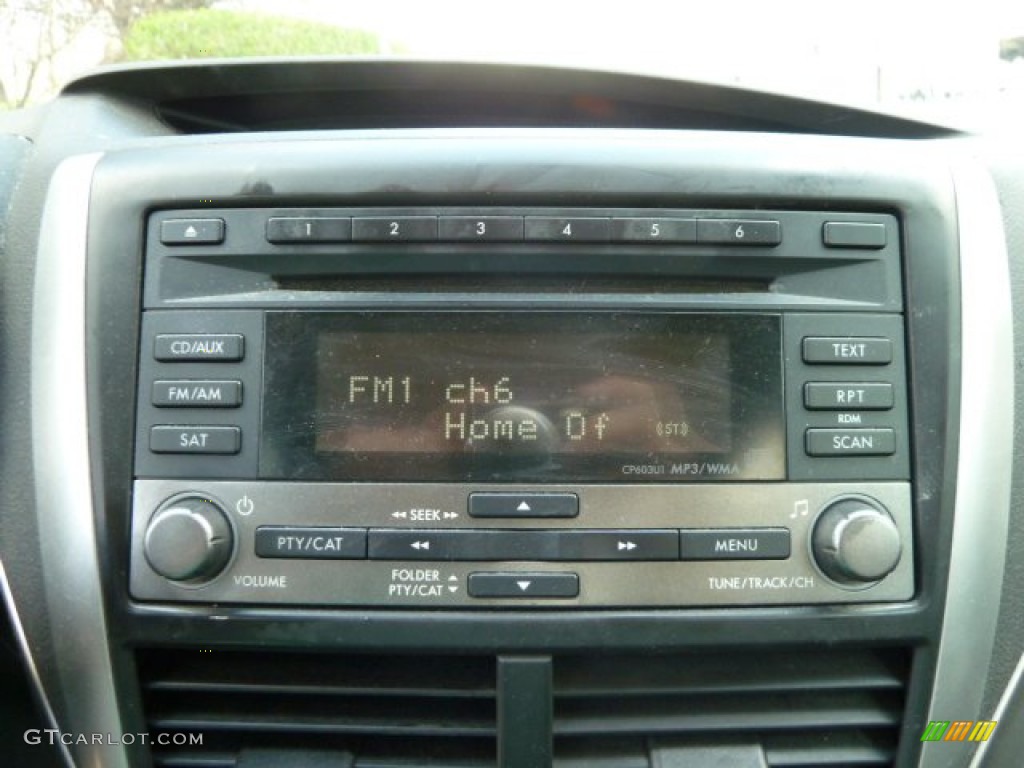 1 2 3 4 5 6
CD/AUX
TEXT
FM1 ch6
FM/AM
RPT
RDM
Home Of (ST)
SAT
SCAN
CP603U1 MP3/WMA
SEEK
PTY/CAT
MENU
VOLUME
FOLDER
PTY/CAT
TUNE/TRACK/CH
GTCARLOT.COM